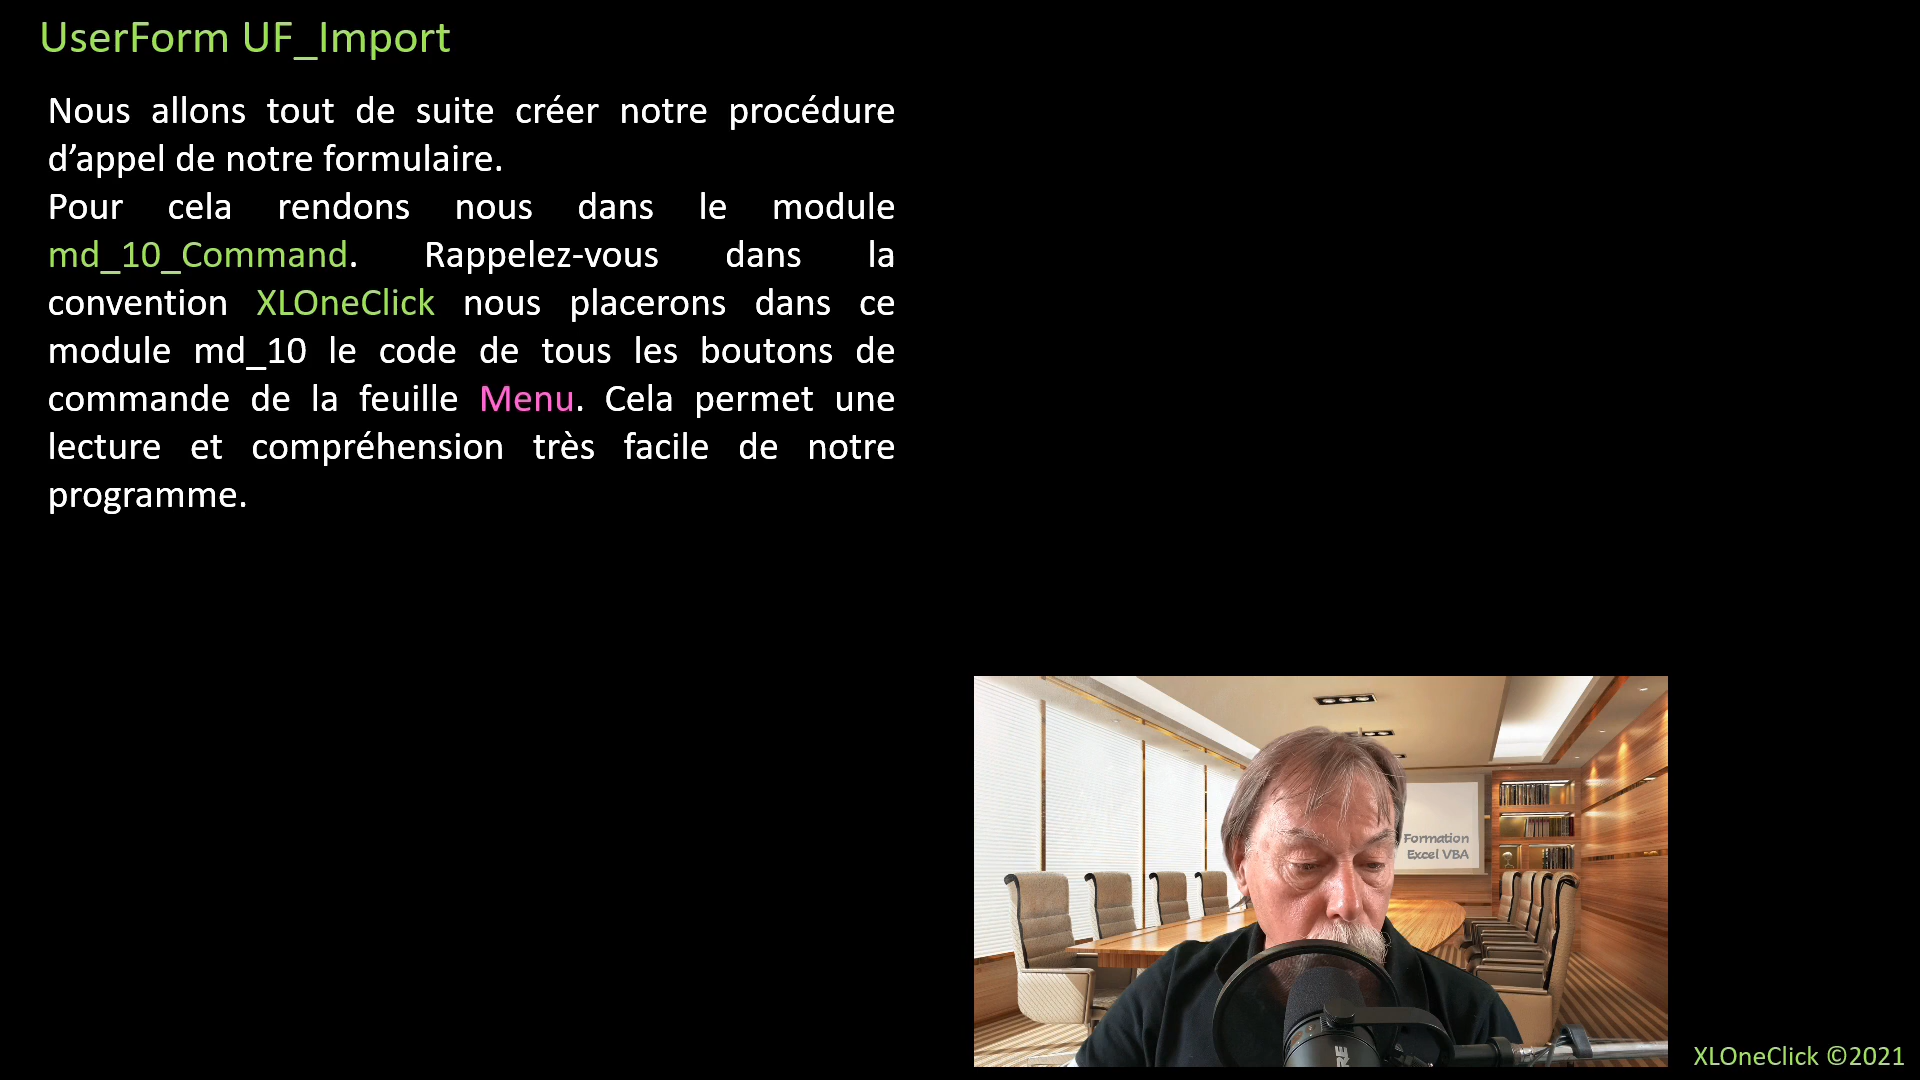 UserForm UF_Import
Nous allons tout de suite créer notre procédure
d’appel de notre formulaire.
Pour cela rendons nous dans le module
md_10_Command. Rappelez-vous dans la
convention XLOneClick nous placerons dans ce
module md_10 le code de tous les boutons de
commande de la feuille Menu. Cela permet une
lecture et compréhension très facile de notre
programme.
Formation
Excel VBA
XLOneClick ©2021